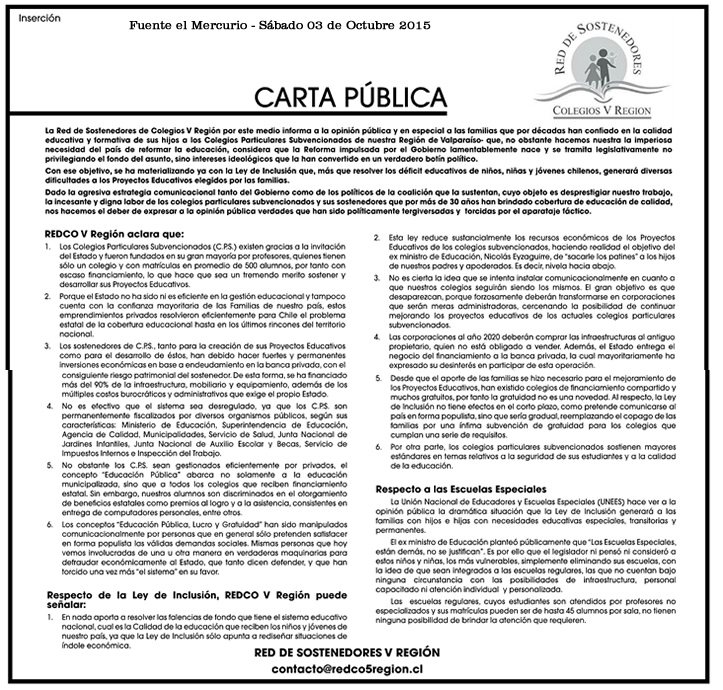 Inserción
Fuente el Mercurio - Sábado 03 de Octubre 2015
RED DE SOSTENEDORES
COLEGIOS V REGION
CARTA PÚBLICA
La Red de Sostenedores de Colegios V Región por este medio informa a la opinión pública y en especial a las familias que por décadas han confiado en la calidad
educativa y formativa de sus hijos a los Colegios Particulares Subvencionados de nuestra Región de Valparaíso- que, no obstante hacemos nuestra la imperiosa
necesidad del país de reformar la educación, considera que la Reforma impulsada por el Gobierno lamentablemente nace y se tramita legislativamente no
privilegiando el fondo del asunto, sino intereses ideológicos que la han convertido en un verdadero botín político.
Con ese objetivo, se ha materializando ya con la Ley de Inclusión que, más que resolver los déficit educativos de niños, niñas y jóvenes chilenos, generará diversas
dificultades a los Proyectos Educativos elegidos por las familias.
Dado la agresiva estrategia comunicacional tanto del Gobierno como de los políticos de la coalición que la sustentan, cuyo objeto es desprestigiar nuestro trabajo,
la incesante y digna labor de los colegios particulares subvencionados y sus sostenedores que por más de 30 años han brindado cobertura de educación de calidad,
nos hacemos el deber de expresar a la opinión pública verdades que han sido políticamente tergiversadas y torcidas por el aparataje fáctico.
REDCO V Región aclara que:
1. Los Colegios Particulares Subvencionados (C.P.S.) existen gracias a la invitación
del Estado y fueron fundados en su gran mayoría por profesores, quienes tienen
sólo un colegio y con matrículas en promedio de 500 alumnos, por tanto con
escaso financiamiento, lo que hace que sea un tremendo merito sostener y
desarrollar sus Proyectos Educativos.
2. Porque el Estado no ha sido ni es eficiente en la gestión educacional y tampoco
cuenta con la confianza mayoritaria de las Familias de nuestro país, estos
emprendimientos privados resolvieron eficientemente para Chile el problema
estatal de la cobertura educacional hasta en los últimos rincones del territorio
nacional.
3. Los sostenedores de C.P.S., tanto para la creación de sus Proyectos Educativos
como para el desarrollo de éstos, han debido hacer fuertes y permanentes
inversiones económicas en base a endeudamiento en la banca privada, con el
consiguiente riesgo patrimonial del sostenedor. De esta forma, se ha financiado
más del 90% de la infraestructura, mobiliario y equipamiento, además de los
múltiples costos burocráticos y administrativos que exige el propio Estado.
4. No es efectivo que el sistema sea desregulado, ya que los C.P.S. son
permanentemente fiscalizados por diversos organismos públicos, según sus
características: Ministerio de Educación, Superintendencia de Educación,
Agencia de Calidad, Municipalidades, Servicio de Salud, Junta Nacional de
Jardines Infantiles, Junta Nacional de Auxilio Escolar y Becas, Servicio de
Impuestos Internos e Inspección del Trabajo.
5. No obstante los C.P.S. sean gestionados eficientemente por privados, el
concepto "Educación Pública" abarca no solamente a la educación
municipalizada, sino que a todos los colegios que reciben financiamiento
estatal. Sin embargo, nuestros alumnos son discriminados en el otorgamiento
de beneficios estatales como premios al logro y a la asistencia, consistentes en
entrega de computadores personales, entre otros.
6. Los conceptos "Educación Pública, Lucro y Gratuidad" han sido manipulados
comunicacionalmente por personas que en general sólo pretenden satisfacer
en forma populista las válidas demandas sociales. Mismas personas que hoy
vemos involucradas de una u otra manera en verdaderas maquinarias para
defraudar económicamente al Estado, que tanto dicen defender, y que han
torcido una vez más "el sistema" en su favor.
Respecto de la Ley de Inclusión, REDCO V Región puede
señalar:
1. En nada aporta a resolver las falencias de fondo que tiene el sistema educativo
nacional, cual es la Calidad de la educación que reciben los niños y jóvenes de
nuestro país, ya que la Ley de Inclusión sólo apunta a rediseñar situaciones de
índole económica.
2. Esta ley reduce sustancialmente los recursos económicos de los Proyectos
Educativos de los colegios subvencionados, haciendo realidad el objetivo del
ex ministro de Educación, Nicolás Eyzaguirre, de "sacarle los patines" a los hijos
de nuestros padres y apoderados. Es decir, nivela hacia abajo.
3. No es cierta la idea que se intenta instalar comunicacionalmente en cuanto a
que nuestros colegios seguirán siendo los mismos. El gran objetivo es que
desaparezcan, porque forzosamente deberán transformarse en corporaciones
que serán meras administradoras, cercenando la posibilidad de continuar
mejorando los proyectos educativos de los actuales colegios particulares
subvencionados.
4. Las corporaciones al año 2020 deberán comprar las infraestructuras al antiguo
propietario, quien no está obligado a vender. Además, el Estado entrega el
negocio del financiamiento a la banca privada, la cual mayoritariamente ha
expresado su desinterés en participar de esta operación.
5. Desde que el aporte de las familias se hizo necesario para el mejoramiento de
los Proyectos Educativos, han existido colegios de financiamiento compartido y
muchos gratuitos, por tanto la gratuidad no es una novedad. Al respecto, la Ley
de Inclusión no tiene efectos en el corto plazo, como pretende comunicarse al
país en forma populista, sino que sería gradual, reemplazando el copago de las
familias por una ínfima subvención de gratuidad para los colegios que
cumplan una serie de requisitos.
6. Por otra parte, los colegios particulares subvencionados sostienen mayores
estándares en temas relativos a la seguridad de sus estudiantes y a la calidad
de la educación.
Respecto a las Escuelas Especiales
La Unión Nacional de Educadores y Escuelas Especiales (UNEES) hace ver a la
opinión pública la dramática situación que la Ley de Inclusión generará a las
familias con hijos e hijas con necesidades educativas especiales, transitorias y
permanentes.
El ex ministro de Educación planteó públicamente que "Las Escuelas Especiales,
están demás, no se justifican". Es por ello que el legislador ni pensó ni consideró a
estos niños y niñas, los más vulnerables, simplemente eliminando sus escuelas, con
la idea de que sean integrados a las escuelas regulares, las que no cuentan bajo
ninguna circunstancia con las posibilidades de infraestructura, personal
capacitado ni atención individual y personalizada.
Las escuelas regulares, cuyos estudiantes son atendidos por profesores no
especializados y sus matrículas pueden ser de hasta 45 alumnos por sala, no tienen
ninguna posibilidad de brindar la atención que requieren.
RED DE SOSTENEDORES V REGIÓN
contacto@redco5region.cl